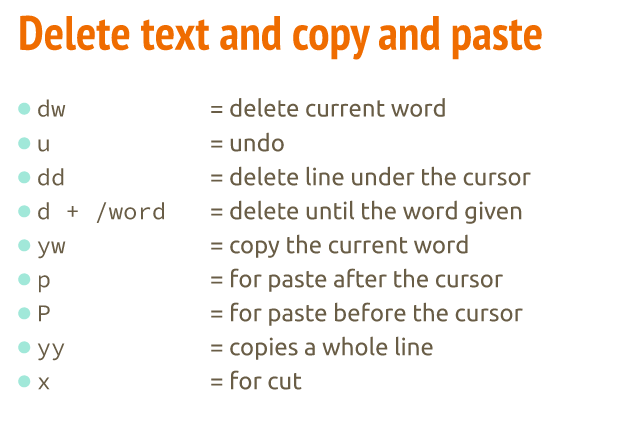 Delete text and copy and paste
dw = delete current word
u = undo
dd = delete line under the cursor
d + /word = delete until the word given
yw = copy the current word
p = for paste after the cursor
P = for paste before the cursor
yy = copies a whole line
x = for cut